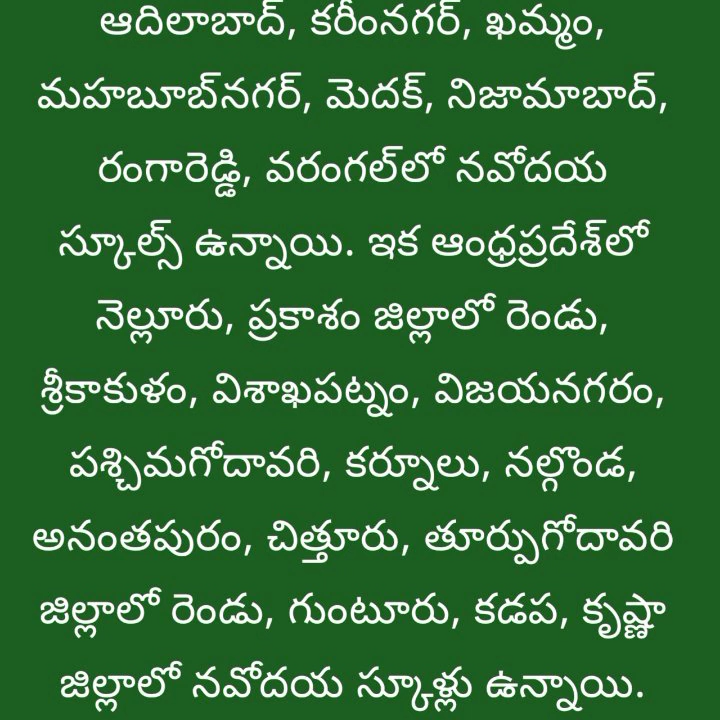 ఆదిలాబాద్, కరీంనగర్, ఖమ్మం,
మహబూబ్‌నగర్, మెదక్, నిజామాబాద్,
రంగారెడ్డి, వరంగల్‌లో నవోదయ
స్కూల్స్ ఉన్నాయి. ఇక ఆంధ్రప్రదేశ్‌లో
నెల్లూరు, ప్రకాశం జిల్లాలో రెండు,
శ్రీకాకుళం, విశాఖపట్నం, విజయనగరం,
పశ్చిమగోదావరి, కర్నూలు, నల్గొండ,
అనంతపురం, చిత్తూరు, తూర్పుగోదావరి
జిల్లాలో రెండు, గుంటూరు, కడప, కృష్ణా
జిల్లాలో నవోదయ స్కూళ్లు ఉన్నాయి.